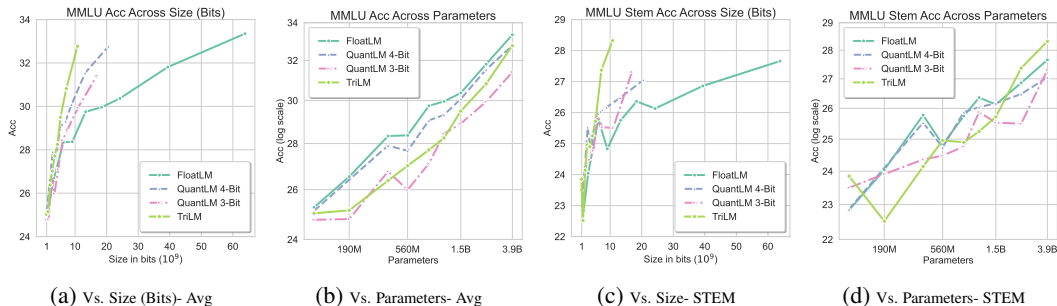 MMLU Acc Across Size (Bits)
Acc
34
32
30
28
26
24
1
10
20
30
40
50
60
Size in bits (10⁹)
FloatLM
QuantLM 4-Bit
QuantLM 3-Bit
TriLM
(a) Vs. Size (Bits)- Avg
MMLU Acc Across Parameters
Acc (log scale)
34
32
30
28
26
24
190M
560M
1.5B
3.9B
Parameters
FloatLM
QuantLM 4-Bit
QuantLM 3-Bit
TriLM
(b) Vs. Parameters- Avg
MMLU Stem Acc Across Size (Bits)
Acc
29
28
27
26
25
24
23
22
1
10
20
30
40
50
60
Size in bits (10⁹)
FloatLM
QuantLM 4-Bit
QuantLM 3-Bit
TriLM
(c) Vs. Size- STEM
MMLU Stem Acc Across Parameters
Acc (log scale)
29
28
27
26
25
24
23
22
190M
560M
1.5B
3.9B
Parameters
FloatLM
QuantLM 4-Bit
QuantLM 3-Bit
TriLM
(d) Vs. Parameters- STEM